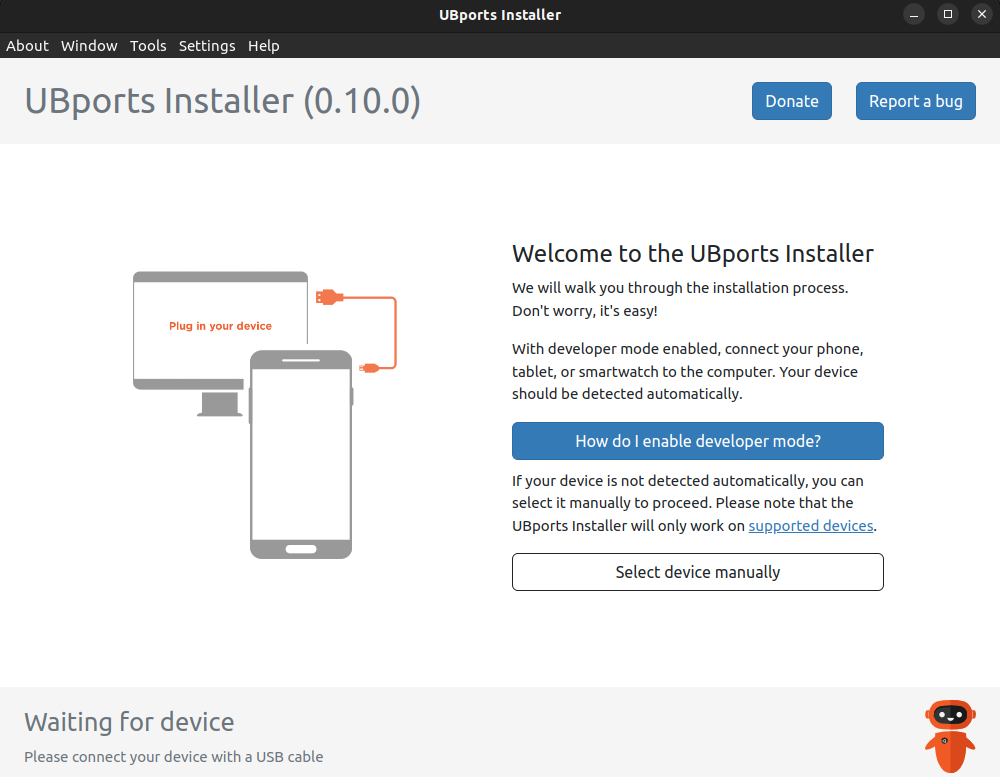 UBports Installer
About Window Tools Settings Help
UBports Installer (0.10.0)
Donate
Report a bug
Plug in your device
Welcome to the UBports Installer
We will walk you through the installation process.
Don't worry, it's easy!
With developer mode enabled, connect your phone,
tablet, or smartwatch to the computer. Your device
should be detected automatically.
How do I enable developer mode?
If your device is not detected automatically, you can
select it manually to proceed. Please note that the
UBports Installer will only work on supported devices.
Select device manually
Waiting for device
Please connect your device with a USB cable